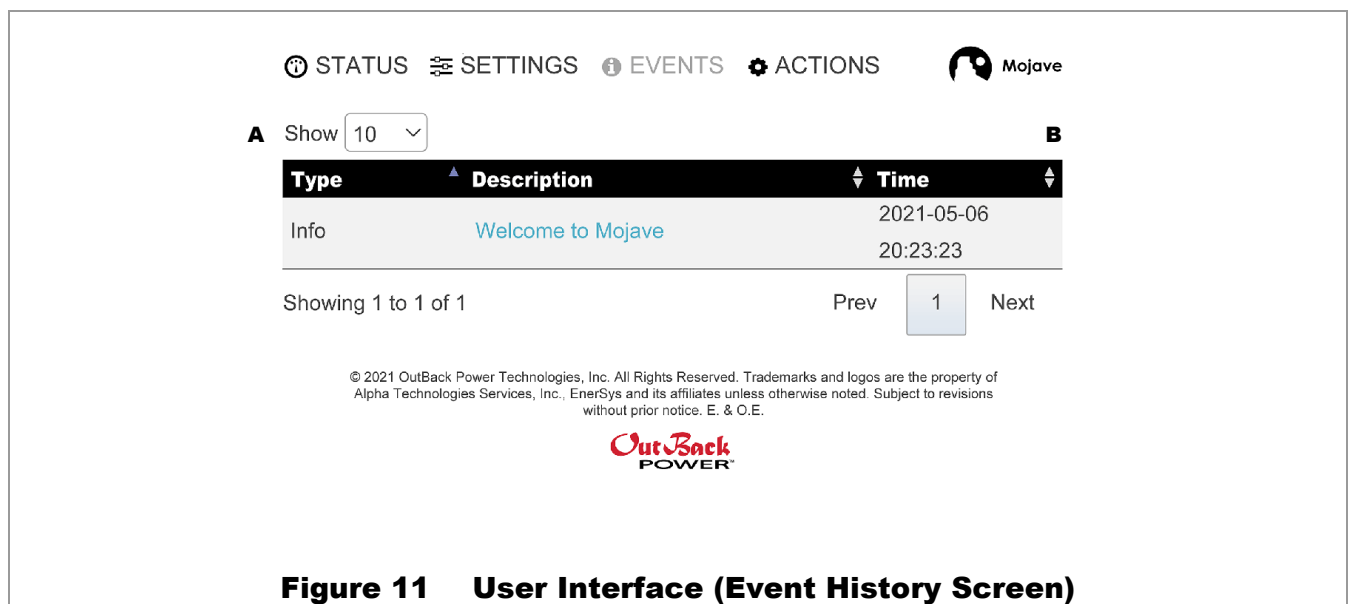 STATUS SETTINGS EVENTS ACTIONS Mojave
A Show 10 B
Type Description Time
Info Welcome to Mojave 2021-05-06
20:23:23
Showing 1 to 1 of 1 Prev 1 Next
© 2021 OutBack Power Technologies, Inc. All Rights Reserved. Trademarks and logos are the property of
Alpha Technologies Services, Inc., EnerSys and its affiliates unless otherwise noted. Subject to revisions
without prior notice. E. & O.E.
OutBack
POWER™
Figure 11 User Interface (Event History Screen)